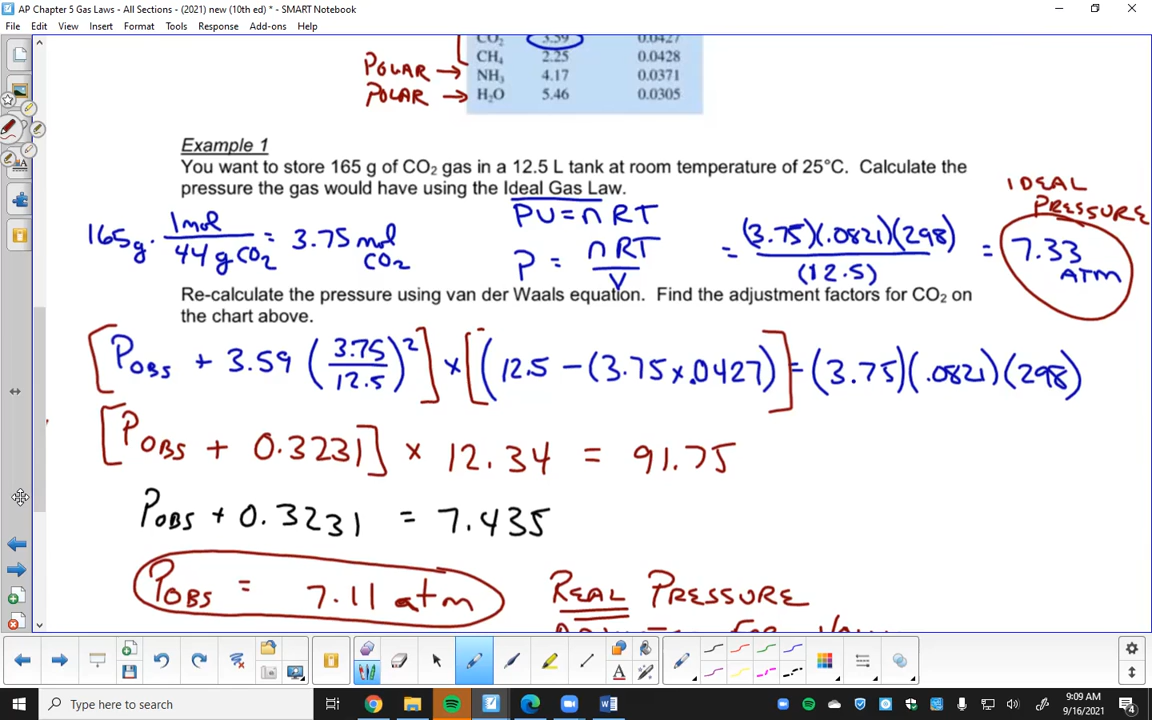 AP Chapter 5 Gas Laws - All Sections - (2021) new (10th ed) * - SMART Notebook
File Edit View Insert Format Tools Response Add-ons Help
CO₂ 3.59 0.0427
CH₄ 2.25 0.0428
POLAR → NH₃ 4.17 0.0371
POLAR → H₂O 5.46 0.0305
Example 1
You want to store 165 g of CO₂ gas in a 12.5 L tank at room temperature of 25°C. Calculate the
pressure the gas would have using the Ideal Gas Law.
IDEAL
PRESSURE
165g · 1mol / 44 g CO₂ = 3.75 mol CO₂
PV = nRT
P = nRT / V = (3.75)(.0821)(298) / (12.5) = 7.33 ATM
Re-calculate the pressure using van der Waals equation. Find the adjustment factors for CO₂ on
the chart above.
[POBS + 3.59 (3.75 / 12.5)²] × [(12.5 − (3.75 × .0427)] = (3.75)(.0821)(298)
[POBS + 0.3231] × 12.34 = 91.75
POBS + 0.3231 = 7.435
POBS = 7.11 atm
REAL PRESSURE
Type here to search
9:09 AM
9/16/2021
4